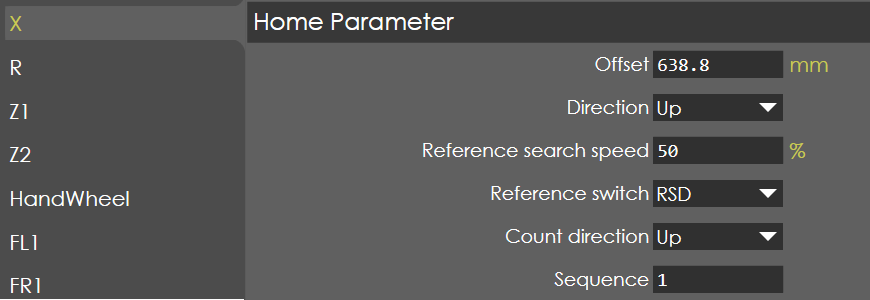 X
R
Z1
Z2
HandWheel
FL1
FR1
Home Parameter
Offset 638.8 mm
Direction Up
Reference search speed 50 %
Reference switch RSD
Count direction Up
Sequence 1